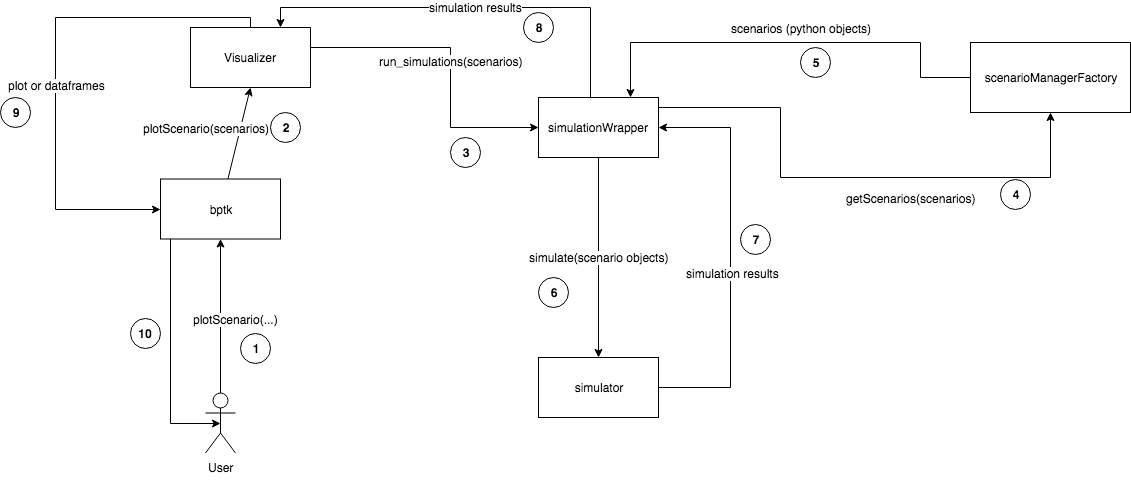 simulation results
8
Visualizer
scenarios (python objects)
5
run_simulations(scenarios)
scenarioManagerFactory
plot or dataframes
9
plotScenario(scenarios)
2
simulationWrapper
3
4
getScenarios(scenarios)
bptk
7
simulate(scenario objects)
simulation results
6
plotScenario(...)
10
1
simulator
User